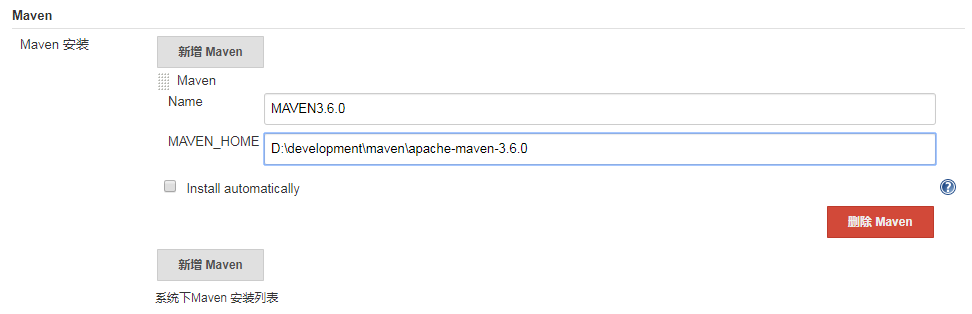 Maven
Maven 安装
新增 Maven
Maven
Name
MAVEN3.6.0
MAVEN_HOME
D:\development\maven\apache-maven-3.6.0
Install automatically
?
删除 Maven
新增 Maven
系统下Maven 安装列表